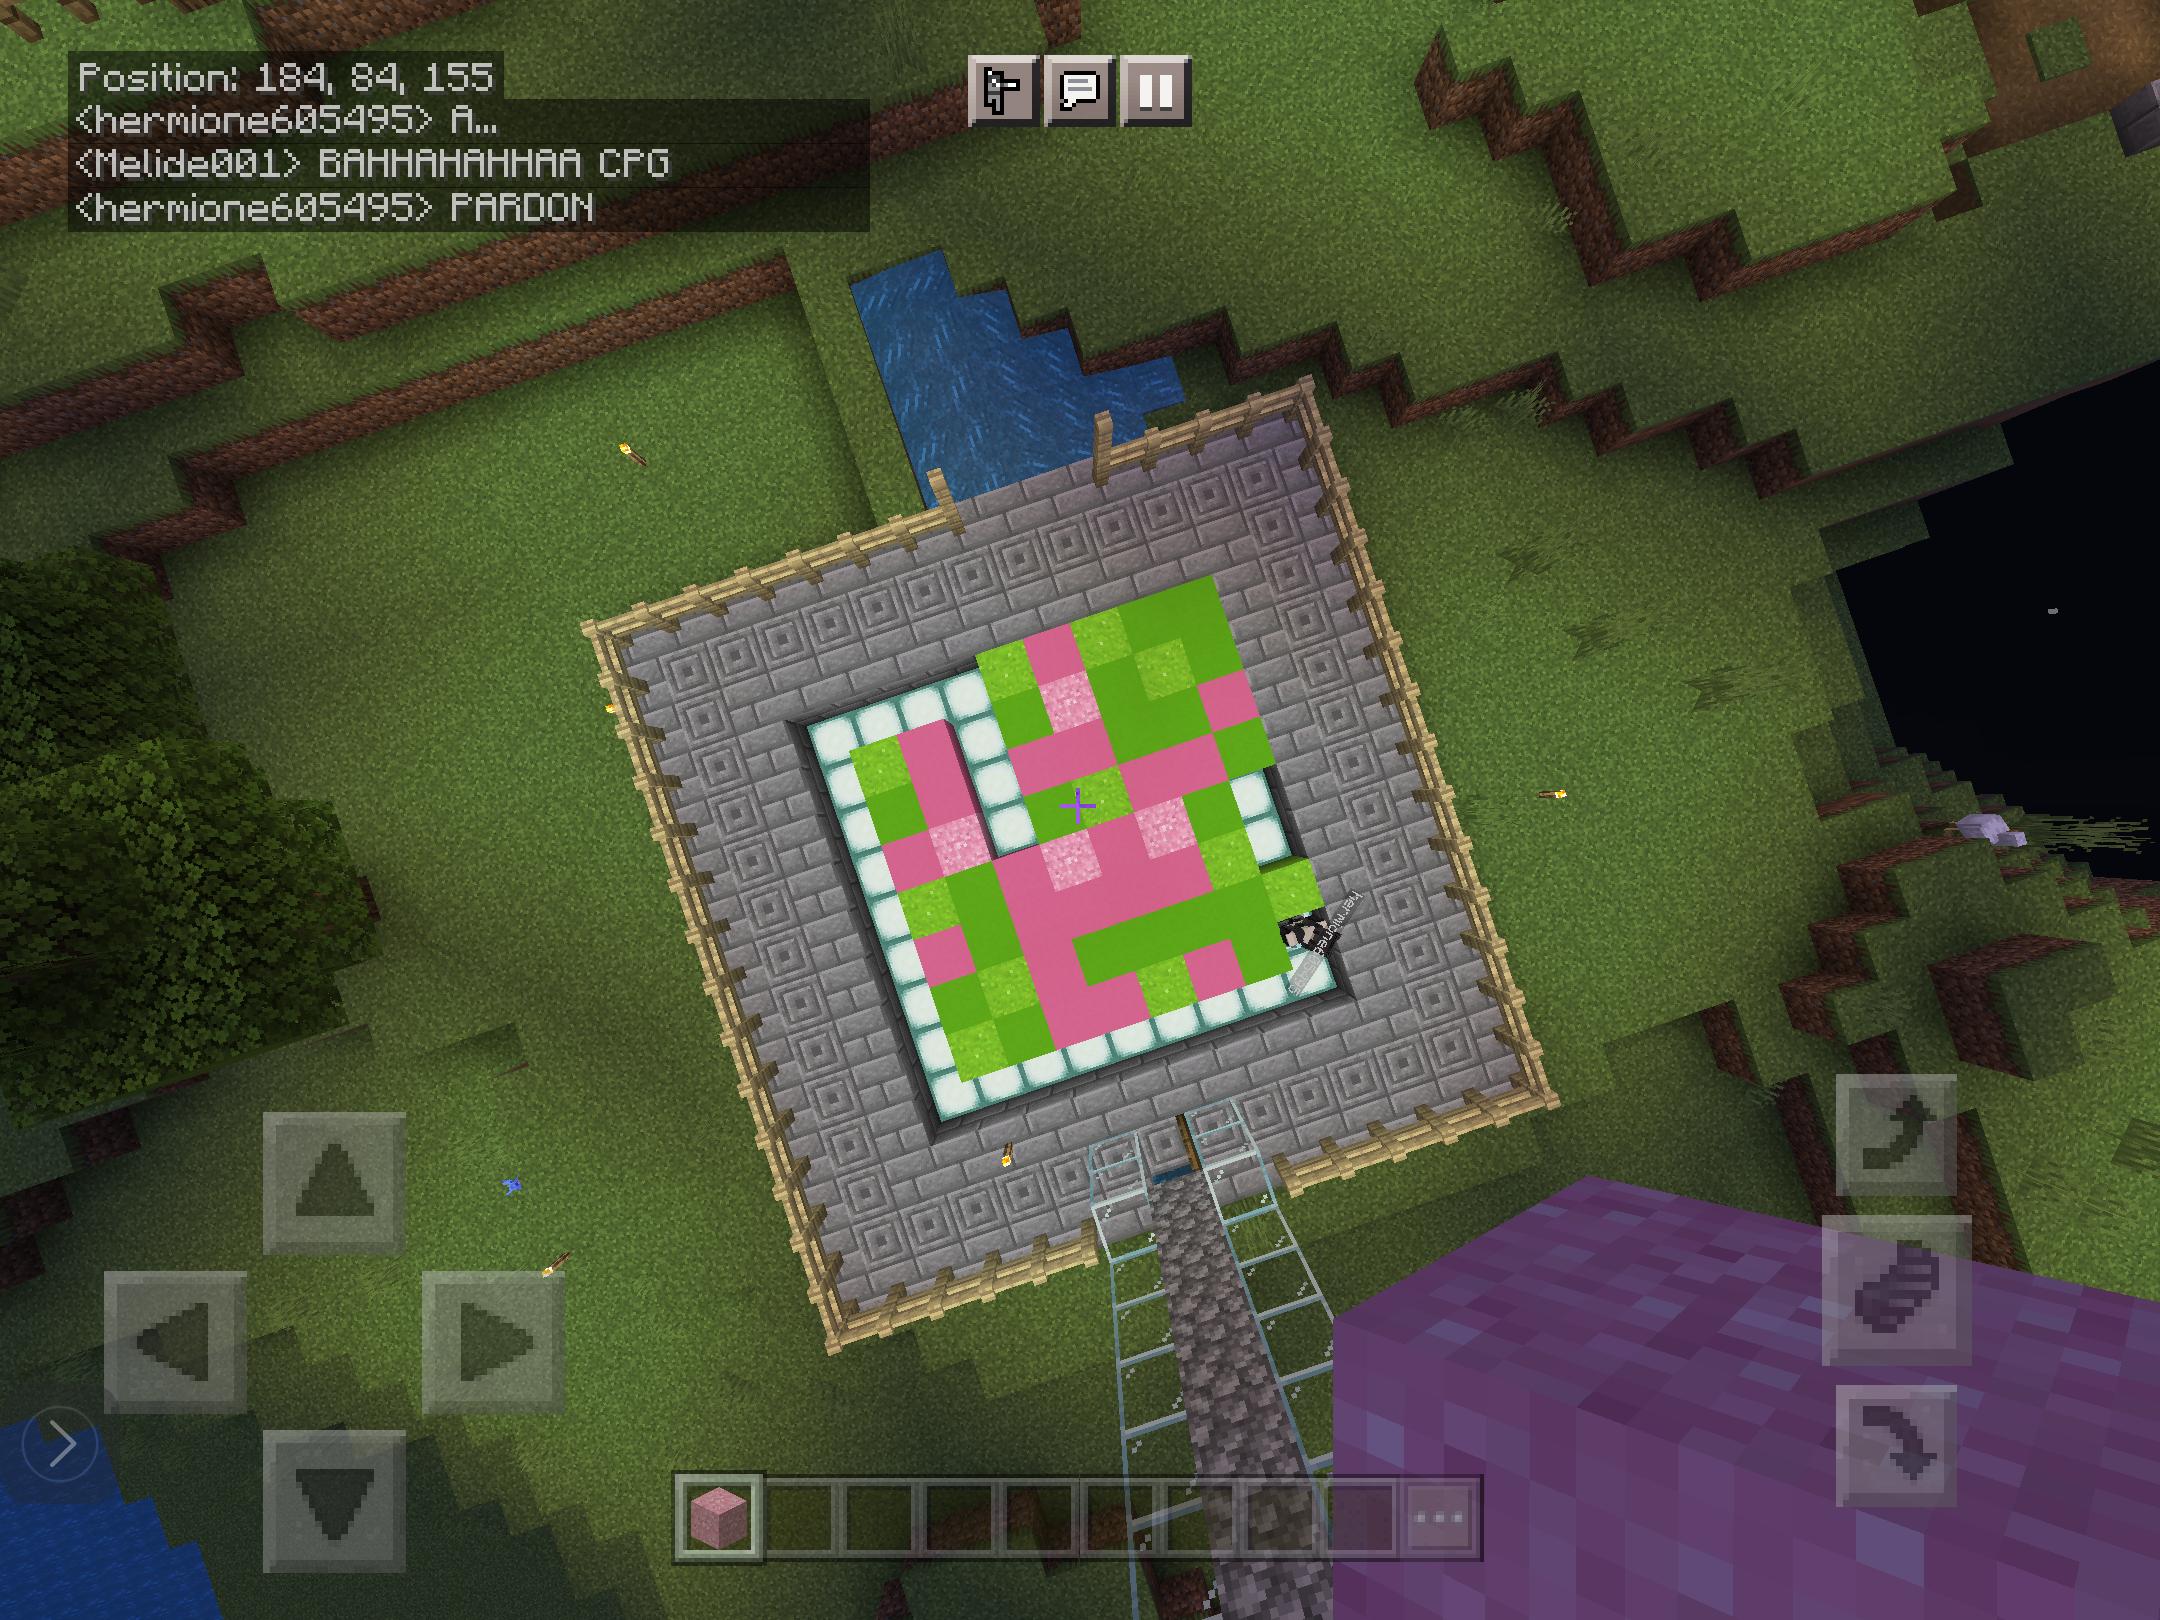 Position: 184, 84, 155
<hermione605495> A...
<Melide001> BAHHAHAHHAA CPG
<hermione605495> PARDON